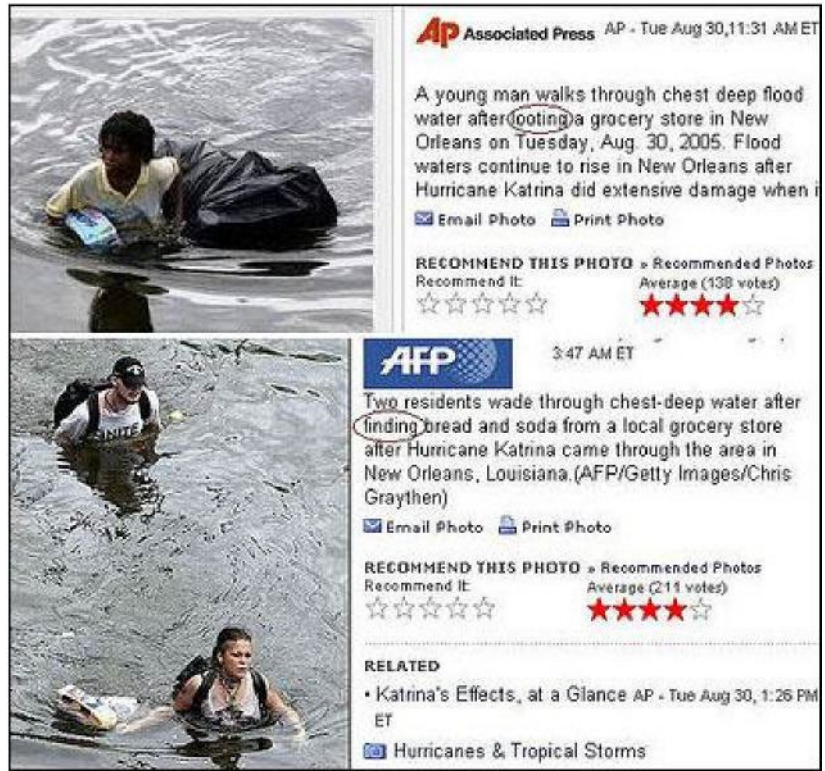 AP Associated Press AP - Tue Aug 30,11:31 AM ET
A young man walks through chest deep flood
water after looting a grocery store in New
Orleans on Tuesday, Aug. 30, 2005. Flood
waters continue to rise in New Orleans after
Hurricane Katrina did extensive damage when i
Email Photo Print Photo
RECOMMEND THIS PHOTO » Recommended Photos
Recommend It: Average (138 votes)
AFP 3:47 AM ET
NITE
Two residents wade through chest-deep water after
finding bread and soda from a local grocery store
after Hurricane Katrina came through the area in
New Orleans, Louisiana.(AFP/Getty Images/Chris
Graythen)
Email Photo Print Photo
RECOMMEND THIS PHOTO » Recommended Photos
Recommend It: Average (211 votes)
RELATED
• Katrina's Effects, at a Glance AP - Tue Aug 30, 1:26 PM
ET
Hurricanes & Tropical Storms